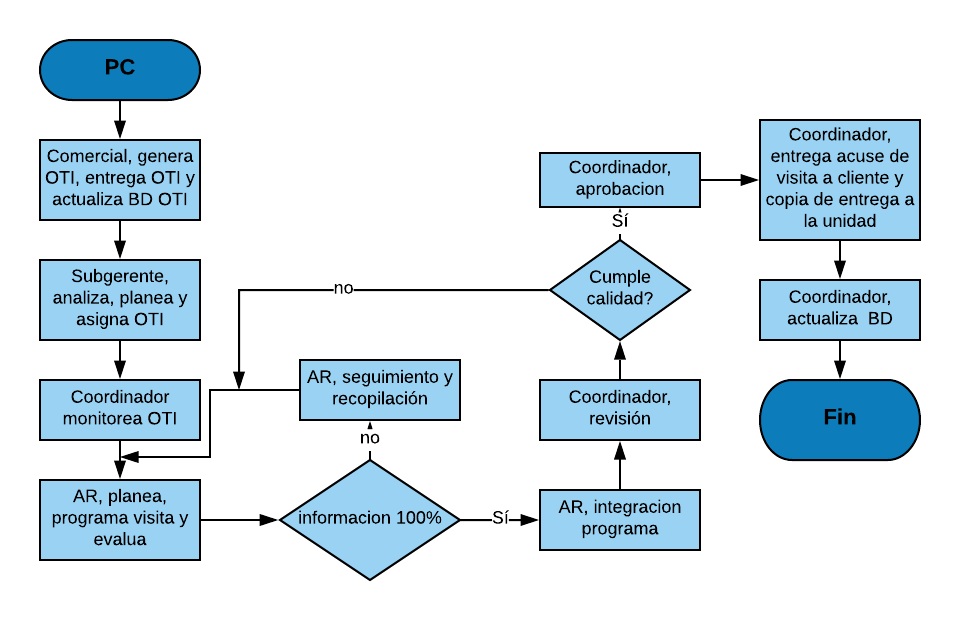 PC
Comercial, genera
OTI, entrega OTI y
actualiza BD OTI
Subgerente,
analiza, planea y
asigna OTI
Coordinador
monitorea OTI
AR, planea,
programa visita y
evalua
informacion 100%
no
AR, seguimiento y
recopilación
Sí
AR, integracion
programa
Coordinador,
revisión
Cumple
calidad?
no
Sí
Coordinador,
aprobacion
Coordinador,
entrega acuse de
visita a cliente y
copia de entrega a
la unidad
Coordinador,
actualiza  BD
Fin